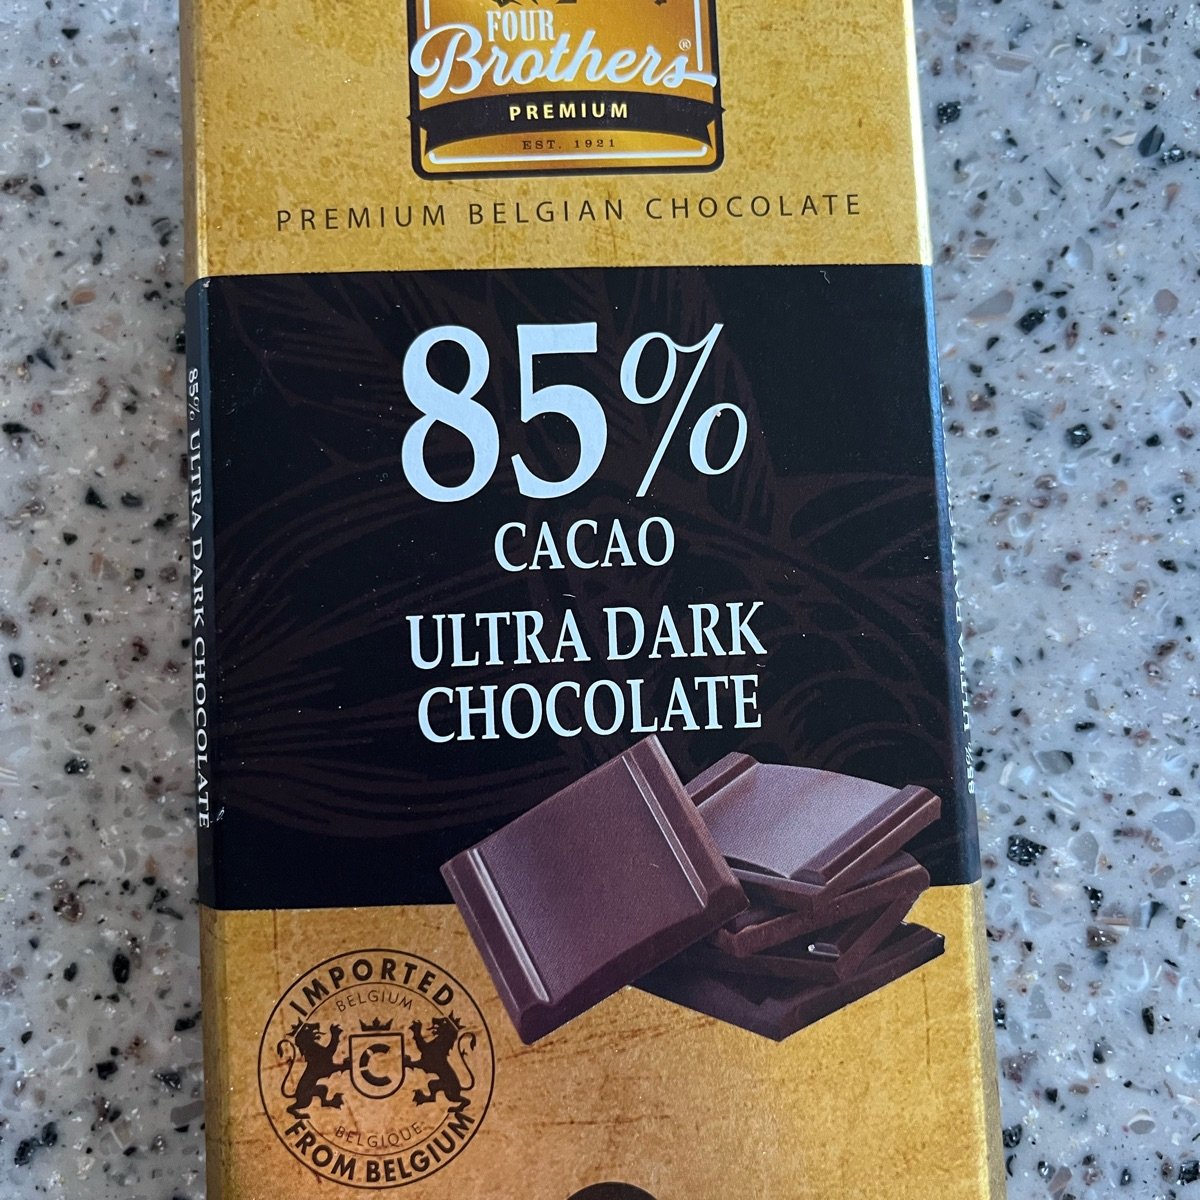 FOUR
Brothers®
PREMIUM
EST. 1921
PREMIUM BELGIAN CHOCOLATE
85%
CACAO
ULTRA DARK
CHOCOLATE
85% ULTRA DARK CHOCOLATE
IMPORTED
BELGIUM
C
BELGIQUE
FROM BELGIUM